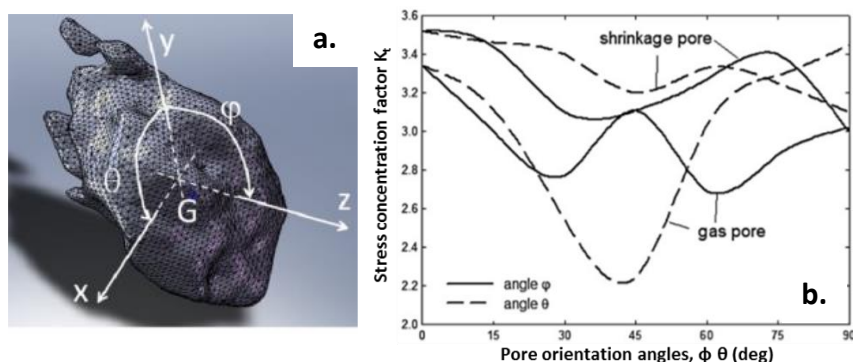 a.
y
φ
θ
G
z
x
Stress concentration factor Kt
3.6
3.4
3.2
3.0
2.8
2.6
2.4
2.2
2.0
shrinkage pore
gas pore
angle φ
angle θ
b.
0 15 30 45 60 75 90
Pore orientation angles, ϕ θ (deg)